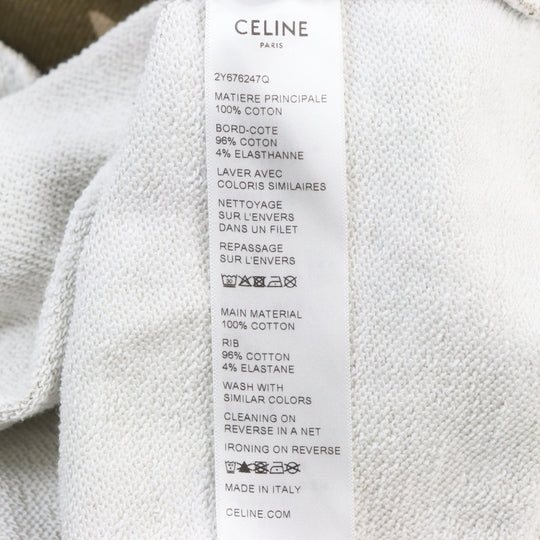 CELINE
PARIS
2Y676247Q
MATIERE PRINCIPALE
100% COTON
BORD-COTE
96% COTON
4% ELASTHANNE
LAVER AVEC
COLORIS SIMILAIRES
NETTOYAGE
SUR L'ENVERS
DANS UN FILET
REPASSAGE
SUR L'ENVERS
MAIN MATERIAL
100% COTTON
RIB
96% COTTON
4% ELASTANE
WASH WITH
SIMILAR COLORS
CLEANING ON
REVERSE IN A NET
IRONING ON REVERSE
MADE IN ITALY
CELINE.COM